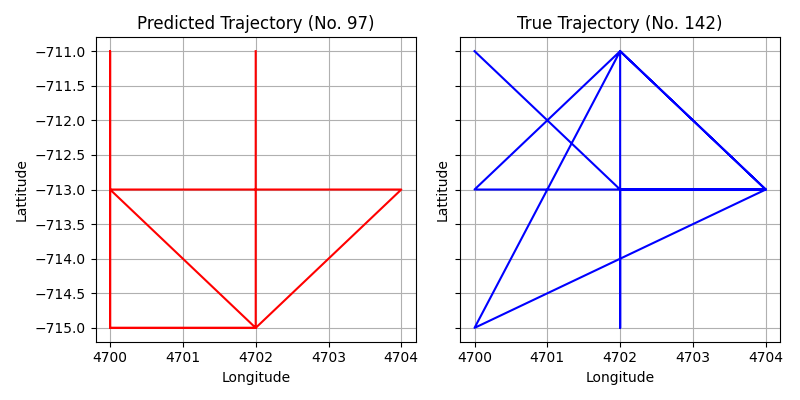 Predicted Trajectory (No. 97)
True Trajectory (No. 142)
Lattitude
−711.0
−711.5
−712.0
−712.5
−713.0
−713.5
−714.0
−714.5
−715.0
4700 4701 4702 4703 4704
Longitude
Lattitude
4700 4701 4702 4703 4704
Longitude